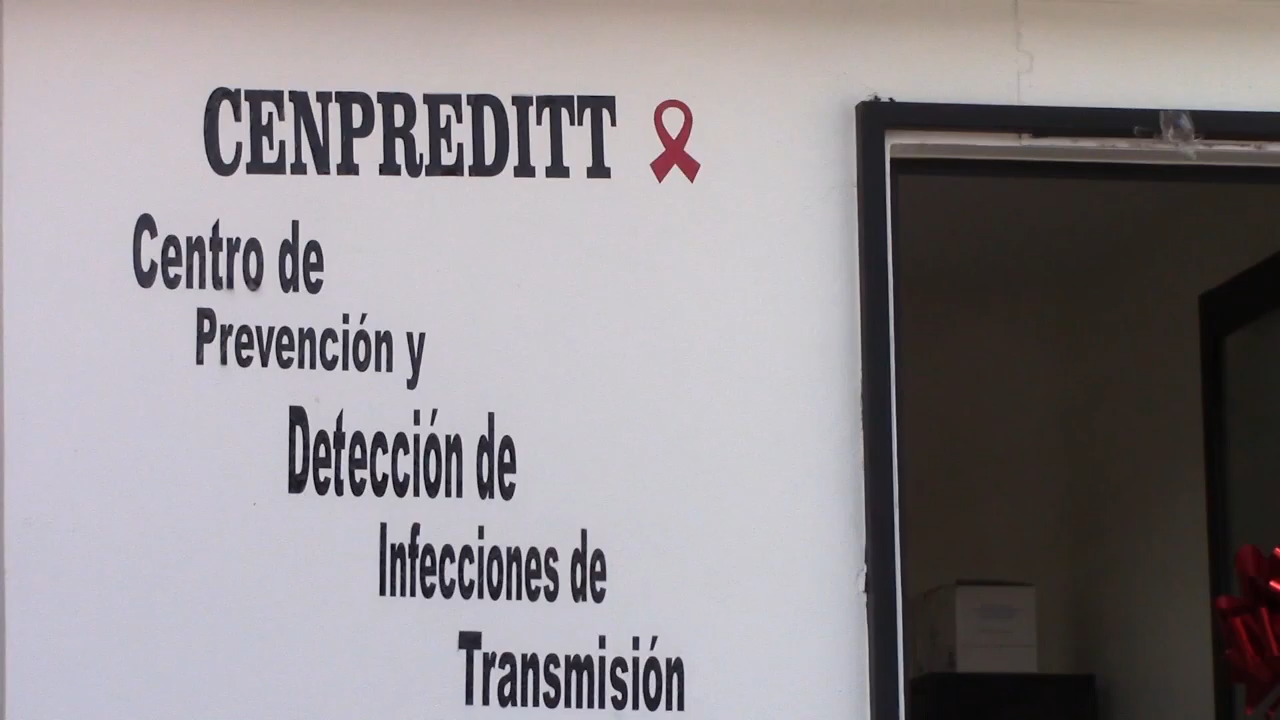 CENPREDITT
Centro de
Prevención y
Detección de
Infecciones de
Transmisión